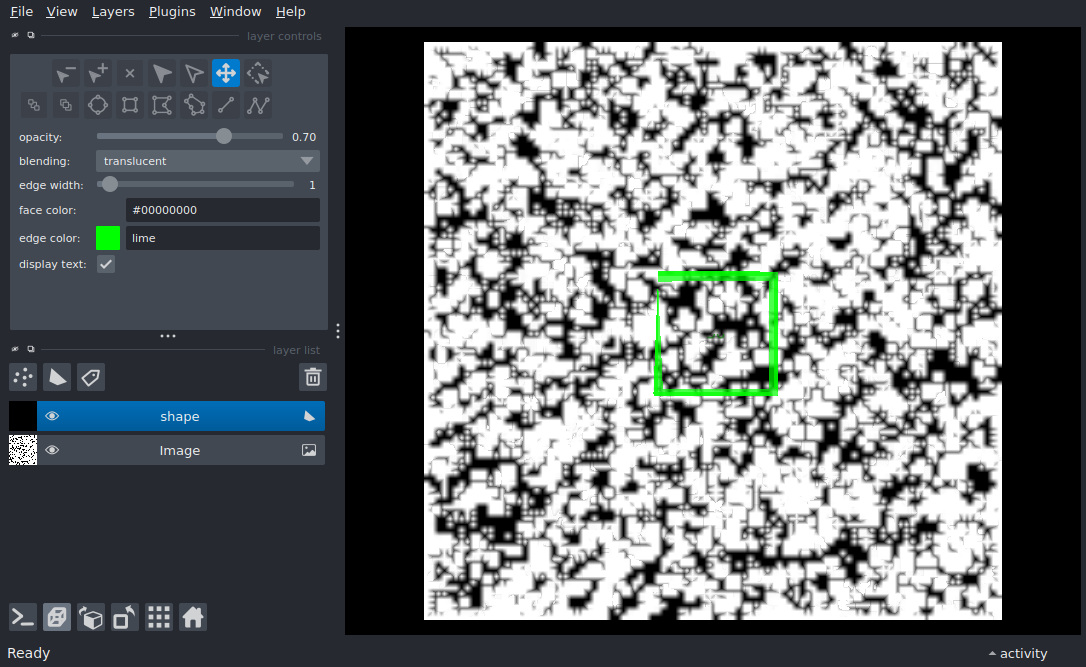 File View Layers Plugins Window Help
layer controls
opacity: 0.70
blending: translucent
edge width: 1
face color: #00000000
edge color: lime
display text:
layer list
shape
Image
Ready
activity